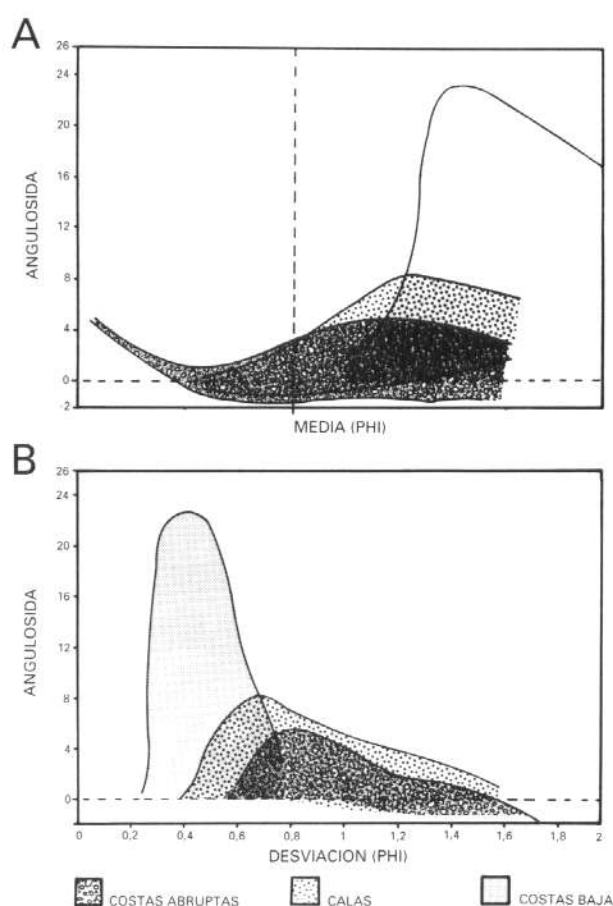 A
26
24
20
16
12
8
4
0
-2
ANGULOSIDA
MEDIA (PHI)
B
26
24
20
16
12
8
4
0
ANGULOSIDA
0 0,2 0,4 0,6 0,8 1 1,2 1,4 1,6 1,8 2
DESVIACION (PHI)
COSTAS ABRUPTAS CALAS COSTAS BAJA